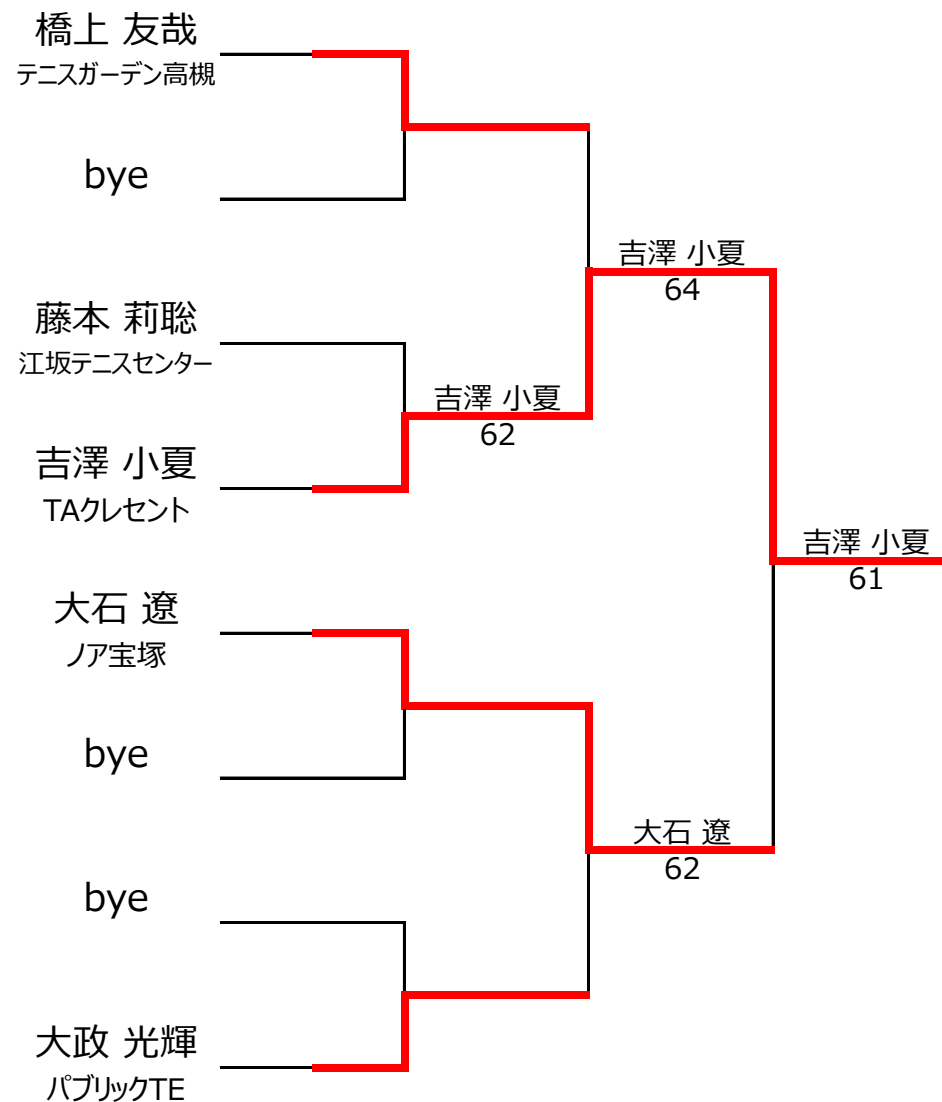 橋上 友哉
テニスガーデン高槻
bye
吉澤 小夏
64
藤本 莉聡
江坂テニスセンター
吉澤 小夏
62
吉澤 小夏
TAクレセント
吉澤 小夏
61
大石 遼
ノア宝塚
bye
大石 遼
62
bye
大政 光輝
パブリックTE